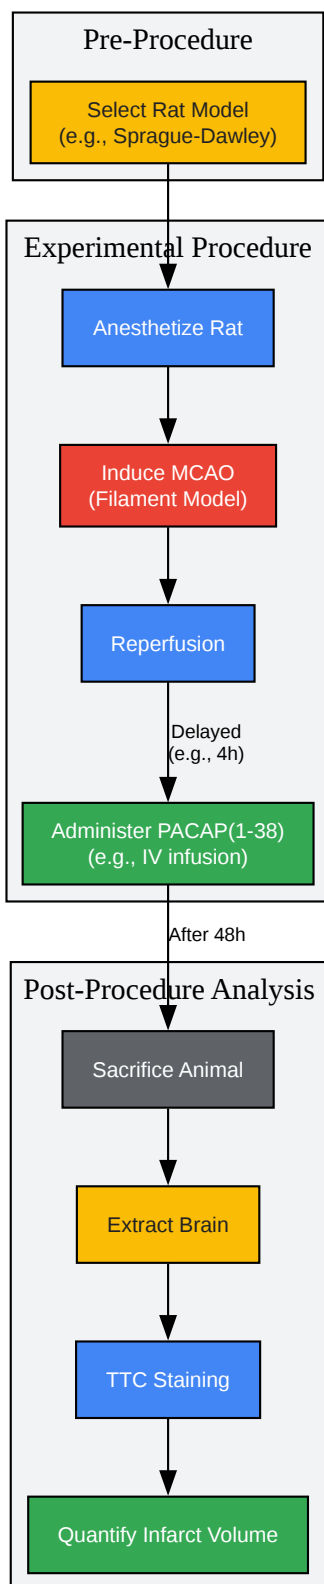 Pre-Procedure
Select Rat Model
(e.g., Sprague-Dawley)
Experimental Procedure
Anesthetize Rat
Induce MCAO
(Filament Model)
Reperfusion
Delayed
(e.g., 4h)
Administer PACAP(1-38)
(e.g., IV infusion)
After 48h
Post-Procedure Analysis
Sacrifice Animal
Extract Brain
TTC Staining
Quantify Infarct Volume